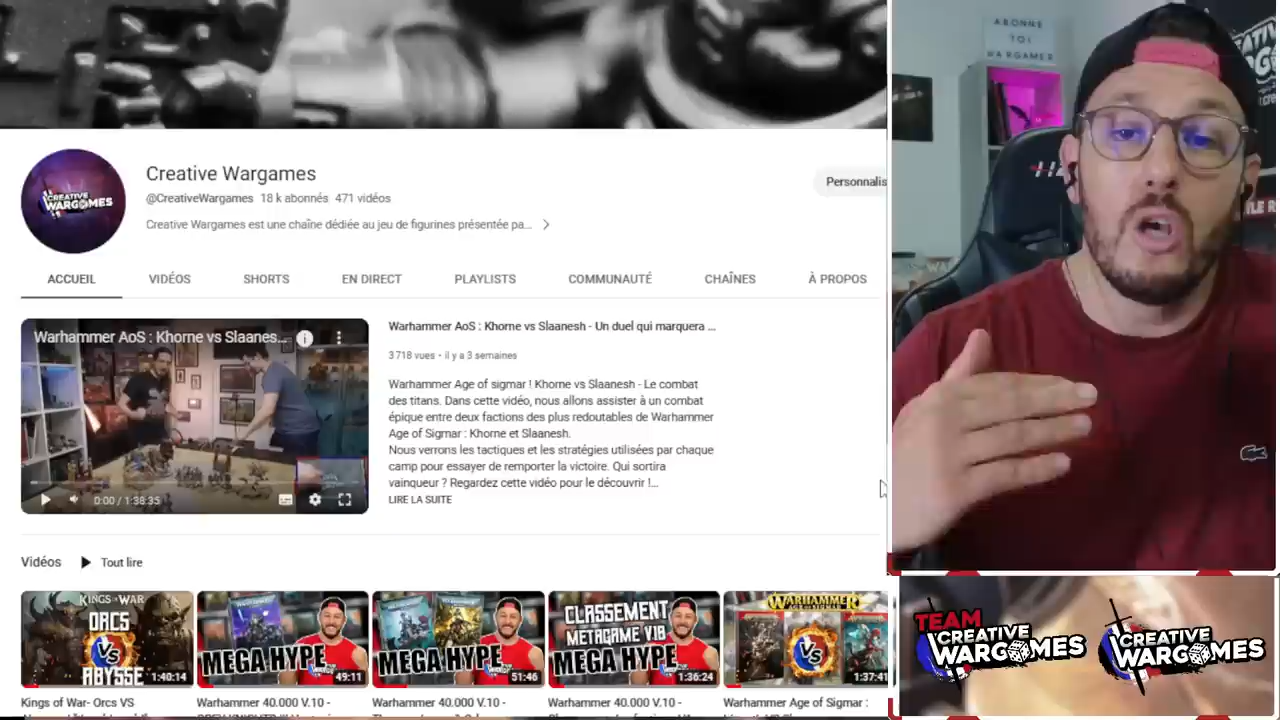 Creative Wargames
@CreativeWargames 18 k abonnés 471 vidéos
Creative Wargames est une chaîne dédiée au jeu de figurines présentée pa...
Personnalis
ACCUEIL VIDÉOS SHORTS EN DIRECT PLAYLISTS COMMUNAUTÉ CHAÎNES À PROPOS
Warhammer AoS : Khorne vs Slaanes...
0:00 / 1:38:35
Warhammer AoS : Khorne vs Slaanesh - Un duel qui marquera ...
3 718 vues • il y a 3 semaines
Warhammer Age of sigmar ! Khorne vs Slaanesh - Le combat
des titans. Dans cette vidéo, nous allons assister à un combat
épique entre deux factions des plus redoutables de Warhammer
Age of Sigmar : Khorne et Slaanesh.
Nous verrons les tactiques et les stratégies utilisées par chaque
camp pour essayer de remporter la victoire. Qui sortira
vainqueur ? Regardez cette vidéo pour le découvrir !...
LIRE LA SUITE
Vidéos Tout lire
KINGS OF WAR
ORCS
VS
ABYSSE
1:40:14
MEGA HYPE
49:11
MEGA HYPE
51:46
CLASSEMENT
METAGAME V10
MEGA HYPE
1:36:24
WARHAMMER
VS
1:37:41
Kings of War- Orcs VS
Warhammer 40.000 V.10 -
Warhammer 40.000 V.10 -
Warhammer 40.000 V.10 -
Warhammer Age of Sigmar :
CREATIVE
WARGAMES
ABONNE
TOI
WARGAMER
TEAM
CREATIVE
WARGAMES
CREATIVE
WARGAMES